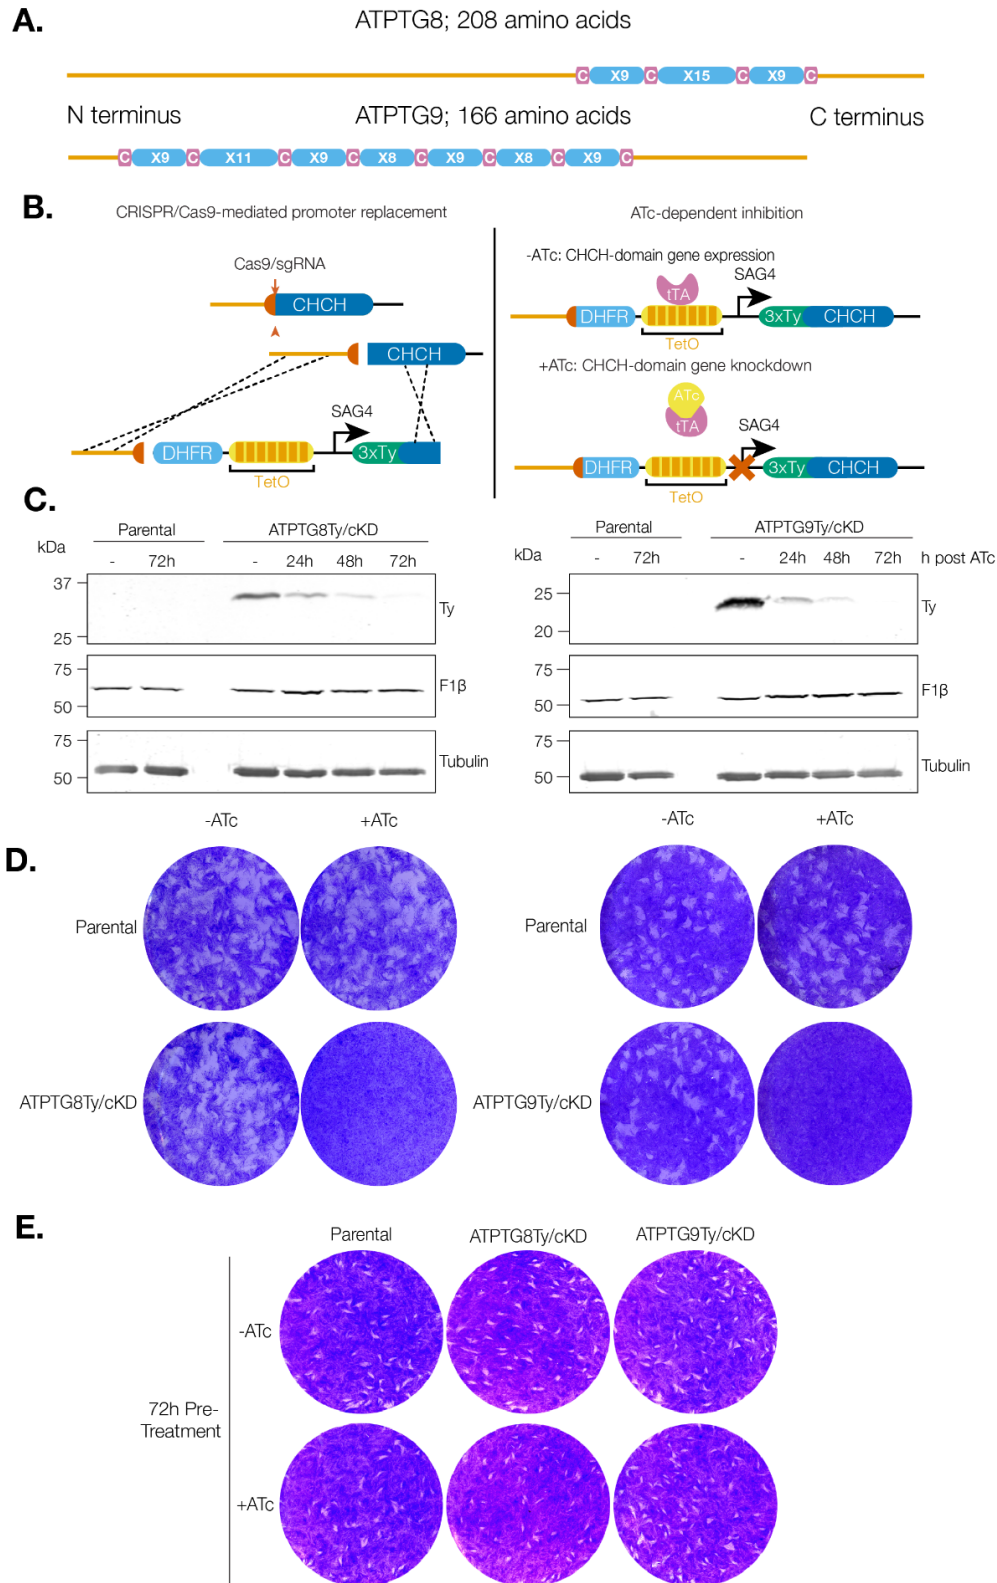 A.
ATPTG8; 208 amino acids
C X9 C X15 C X9 C
N terminus ATPTG9; 166 amino acids C terminus
C X9 C X11 C X9 C X8 C X9 C X8 C X9 C
B.
CRISPR/Cas9-mediated promoter replacement
Cas9/sgRNA
CHCH
CHCH
SAG4
DHFR 3xTy
TetO
ATc-dependent inhibition
-ATc: CHCH-domain gene expression
SAG4
tTA
DHFR 3xTy CHCH
TetO
+ATc: CHCH-domain gene knockdown
ATc
tTA
SAG4
DHFR 3xTy CHCH
TetO
C.
Parental ATPTG8Ty/cKD
kDa
- 72h - 24h 48h 72h
37
25
Ty
75
50
F1β
75
50
Tubulin
Parental ATPTG9Ty/cKD
kDa
- 72h - 24h 48h 72h h post ATc
25
20
Ty
75
50
F1β
75
50
Tubulin
D.
-ATc +ATc
Parental
ATPTG8Ty/cKD
-ATc +ATc
Parental
ATPTG9Ty/cKD
E.
Parental ATPTG8Ty/cKD ATPTG9Ty/cKD
-ATc
72h Pre-
Treatment
+ATc